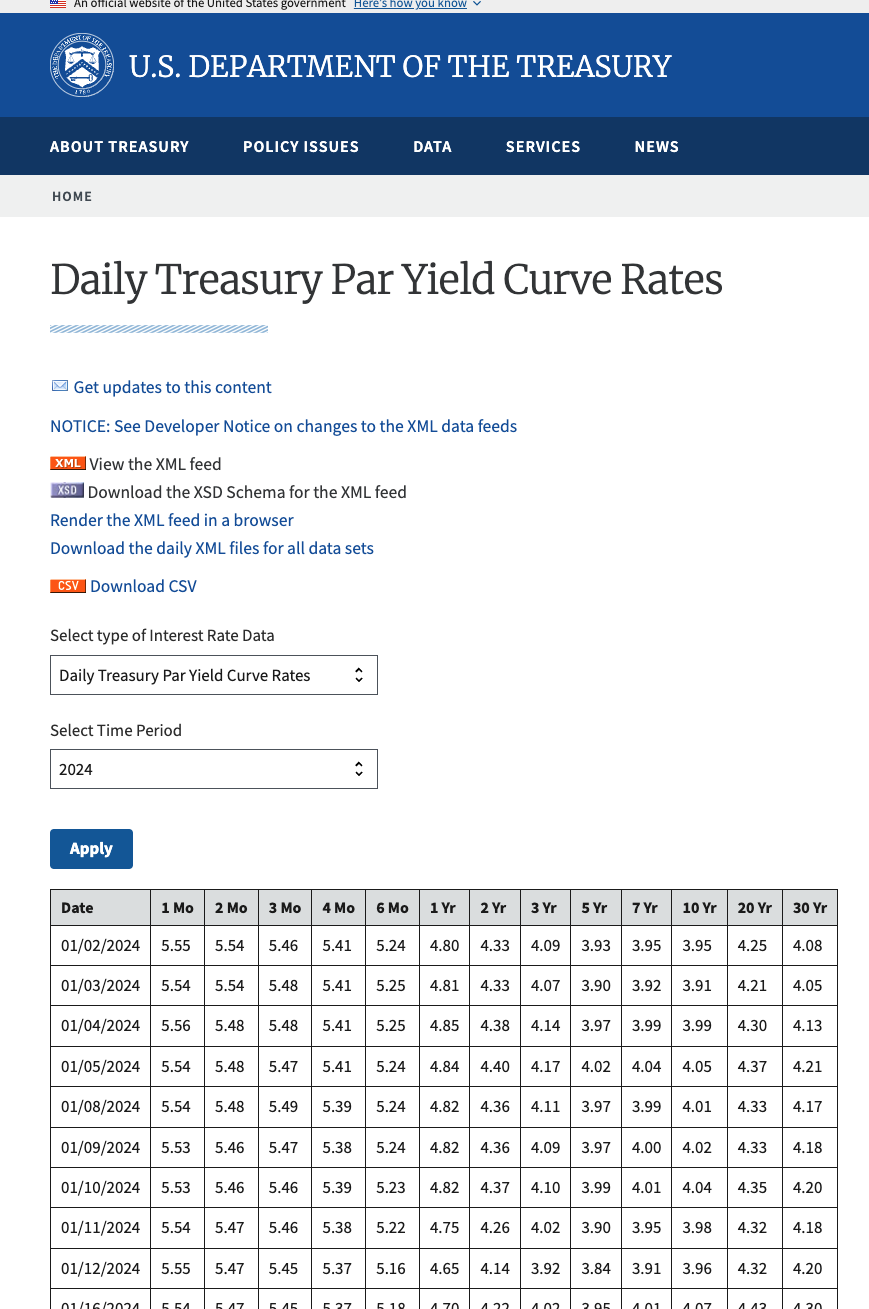 An official website of the United States government Here's how you know
U.S. DEPARTMENT OF THE TREASURY
ABOUT TREASURY POLICY ISSUES DATA SERVICES NEWS
HOME
Daily Treasury Par Yield Curve Rates
Get updates to this content
NOTICE: See Developer Notice on changes to the XML data feeds
XML View the XML feed
XSD Download the XSD Schema for the XML feed
Render the XML feed in a browser
Download the daily XML files for all data sets
CSV Download CSV
Select type of Interest Rate Data
Daily Treasury Par Yield Curve Rates
Select Time Period
2024
Apply
Date 1 Mo 2 Mo 3 Mo 4 Mo 6 Mo 1 Yr 2 Yr 3 Yr 5 Yr 7 Yr 10 Yr 20 Yr 30 Yr
01/02/2024 5.55 5.54 5.46 5.41 5.24 4.80 4.33 4.09 3.93 3.95 3.95 4.25 4.08
01/03/2024 5.54 5.54 5.48 5.41 5.25 4.81 4.33 4.07 3.90 3.92 3.91 4.21 4.05
01/04/2024 5.56 5.48 5.48 5.41 5.25 4.85 4.38 4.14 3.97 3.99 3.99 4.30 4.13
01/05/2024 5.54 5.48 5.47 5.41 5.24 4.84 4.40 4.17 4.02 4.04 4.05 4.37 4.21
01/08/2024 5.54 5.48 5.49 5.39 5.24 4.82 4.36 4.11 3.97 3.99 4.01 4.33 4.17
01/09/2024 5.53 5.46 5.47 5.38 5.24 4.82 4.36 4.09 3.97 4.00 4.02 4.33 4.18
01/10/2024 5.53 5.46 5.46 5.39 5.23 4.82 4.37 4.10 3.99 4.01 4.04 4.35 4.20
01/11/2024 5.54 5.47 5.46 5.38 5.22 4.75 4.26 4.02 3.90 3.95 3.98 4.32 4.18
01/12/2024 5.55 5.47 5.45 5.37 5.16 4.65 4.14 3.92 3.84 3.91 3.96 4.32 4.20